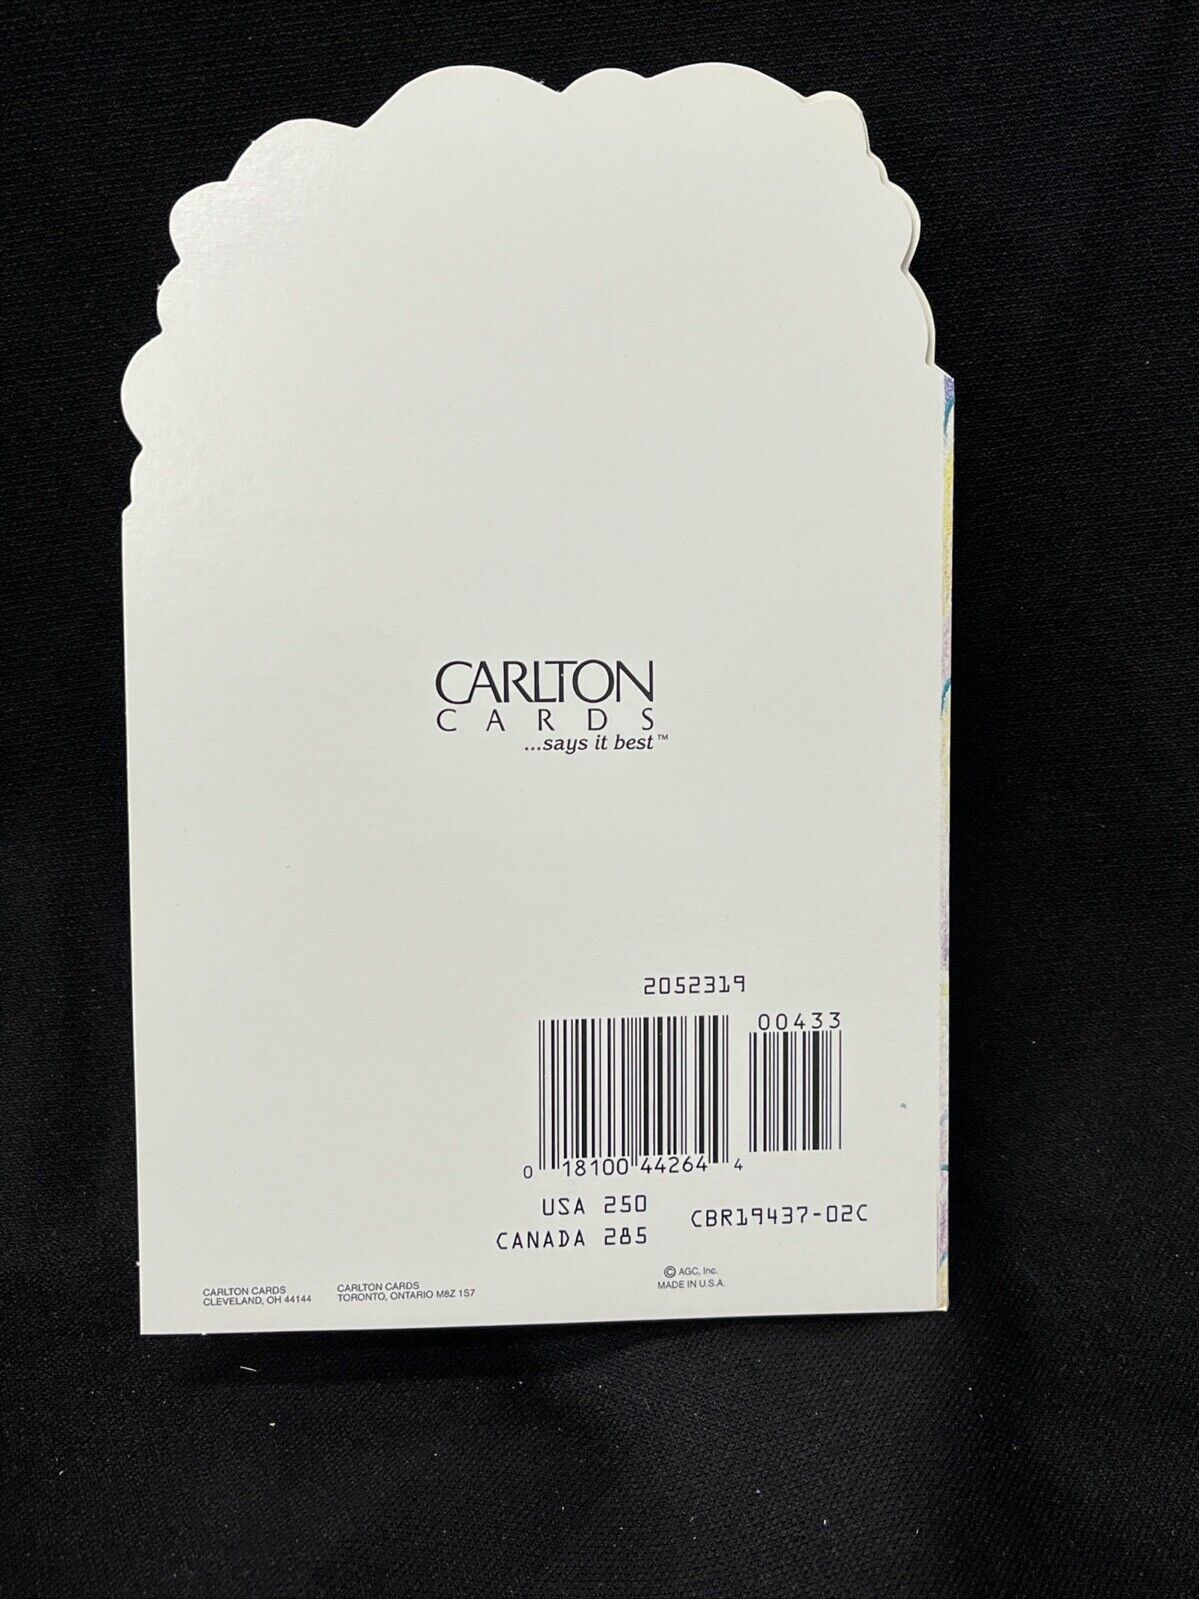 CARLTON
CARDS
...says it best™
2052319
00433
0 18100 44264 4
USA 250
CANADA 285
CBR19437-02C
CARLTON CARDS
CLEVELAND, OH 44144
CARLTON CARDS
TORONTO, ONTARIO M8Z 1S7
© AGC, Inc.
MADE IN U.S.A.